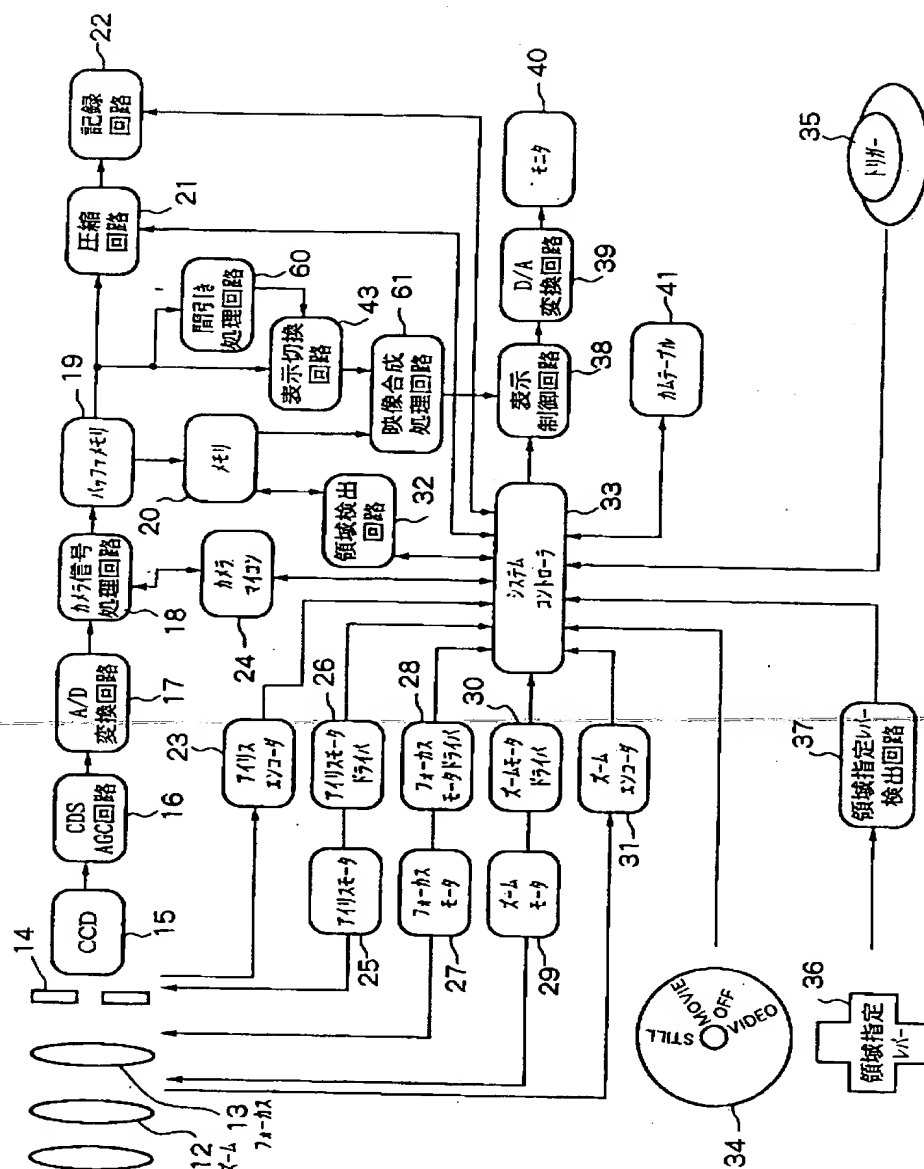 12
ズーム
13
フォーカス
14
CCD
15
CDS
AGC回路
16
A/D
変換回路
17
カメラ信号
処理回路
18
バッファメモリ
19
メモリ
20
圧縮
回路
21
記録
回路
22
アイリス
エンコーダ
23
カメラ
マイコン
24
アイリスモータ
25
アイリスモータ
ドライバ
26
フォーカス
モータ
27
フォーカス
モータドライバ
28
ズーム
モータ
29
ズームモータ
ドライバ
30
ズーム
エンコーダ
31
領域検出
回路
32
システム
コントローラ
33
間引き
処理回路
60
表示切換
回路
43
映像合成
処理回路
61
表示
制御回路
38
D/A
変換回路
39
モニタ
40
カムテーブル
41
STILL
MOVIE
OFF
VIDEO
34
トリガー
35
領域指定
レバー
36
領域指定レバー
検出回路
37